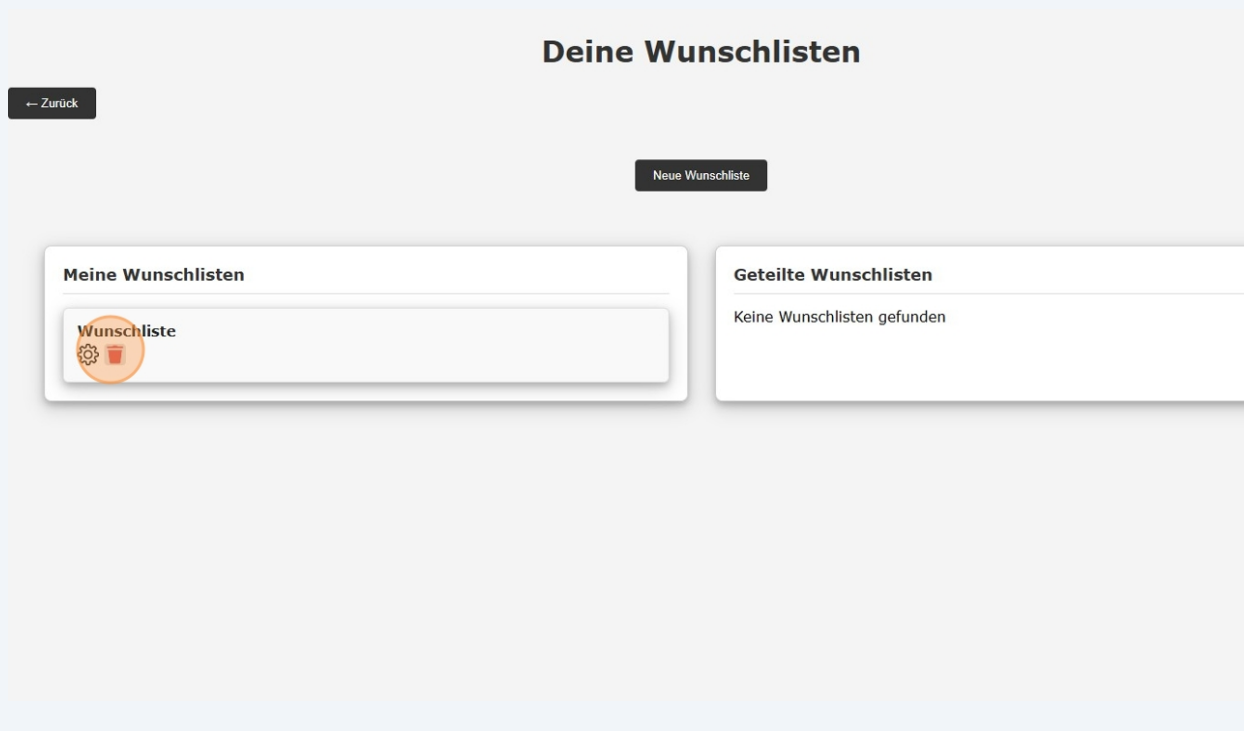 Deine Wunschlisten
← Zurück
Neue Wunschliste
Meine Wunschlisten
Wunschliste
Geteilte Wunschlisten
Keine Wunschlisten gefunden